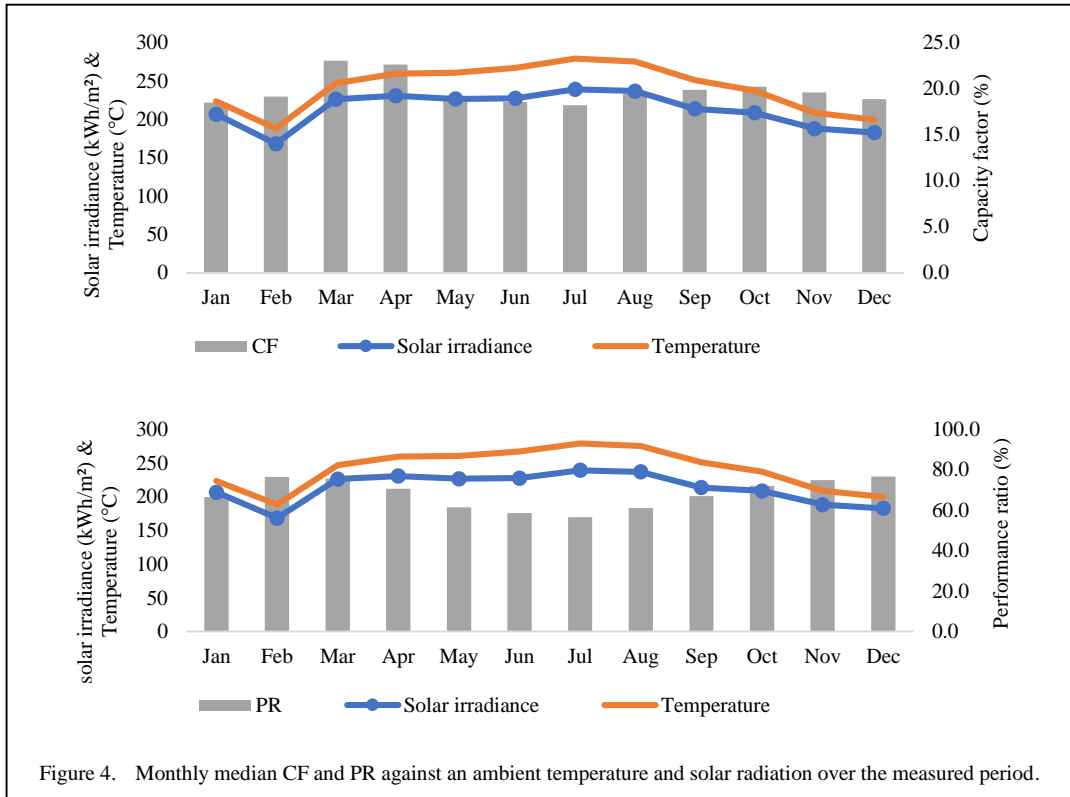 Solar irradiance (kWh/m²) &
Temperature (°C)
300
250
200
150
100
50
0
25.0
20.0
15.0
10.0
5.0
0.0
Capacity factor (%)
Jan Feb Mar Apr May Jun Jul Aug Sep Oct Nov Dec
CF Solar irradiance Temperature
solar irradiance (kWh/m²) &
Temperature (°C)
300
250
200
150
100
50
0
100.0
80.0
60.0
40.0
20.0
0.0
Performance ratio (%)
Jan Feb Mar Apr May Jun Jul Aug Sep Oct Nov Dec
PR Solar irradiance Temperature
Figure 4. Monthly median CF and PR against an ambient temperature and solar radiation over the measured period.